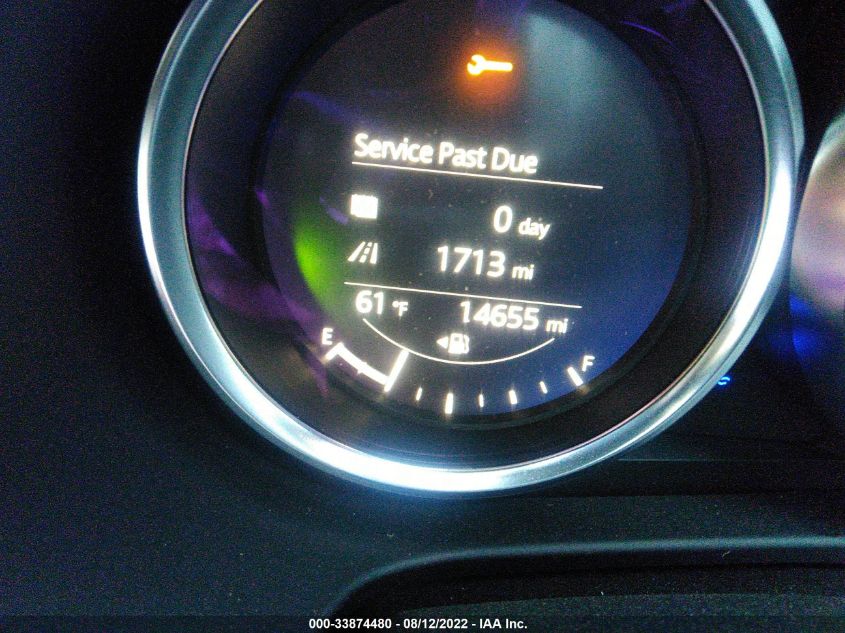 Service Past Due
0 day
1713 mi
61 °F 14655 mi
E F
000-33874480 - 08/12/2022 - IAA Inc.